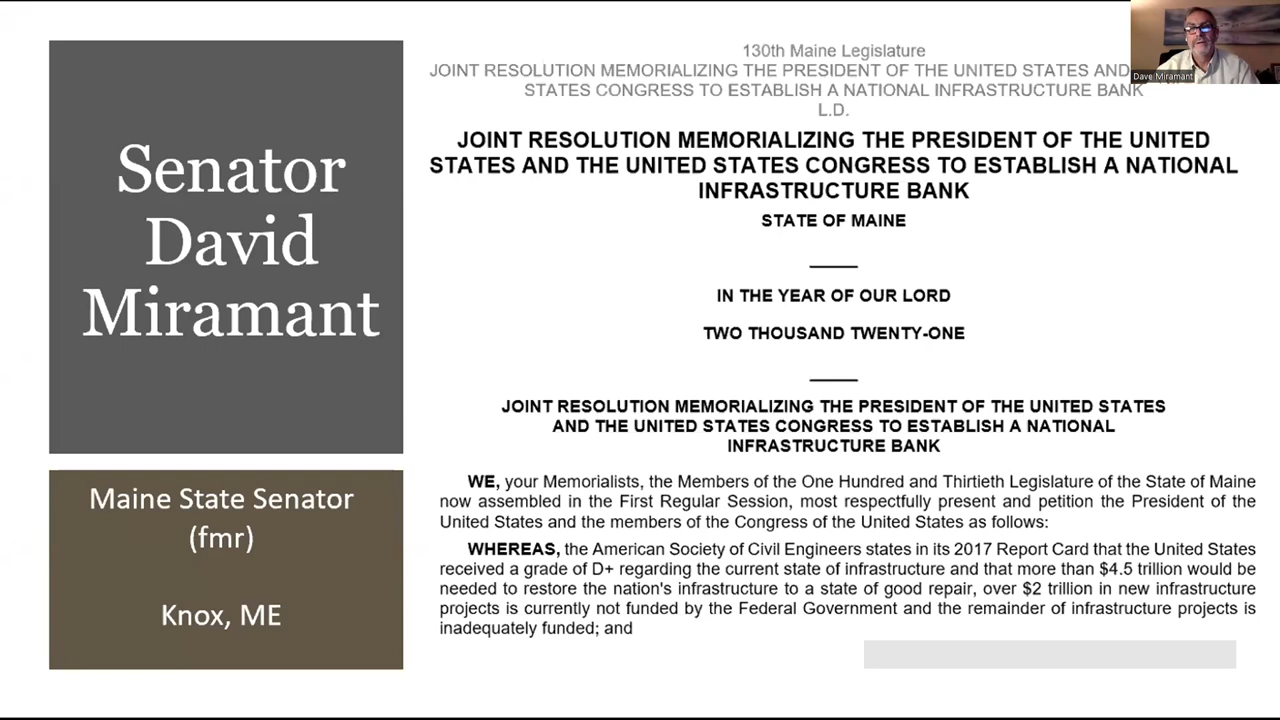 Senator
David
Miramant
Maine State Senator
(fmr)
Knox, ME
130th Maine Legislature
JOINT RESOLUTION MEMORIALIZING THE PRESIDENT OF THE UNITED STATES AND
STATES CONGRESS TO ESTABLISH A NATIONAL INFRASTRUCTURE BANK
L.D.
JOINT RESOLUTION MEMORIALIZING THE PRESIDENT OF THE UNITED
STATES AND THE UNITED STATES CONGRESS TO ESTABLISH A NATIONAL
INFRASTRUCTURE BANK
STATE OF MAINE
IN THE YEAR OF OUR LORD
TWO THOUSAND TWENTY-ONE
JOINT RESOLUTION MEMORIALIZING THE PRESIDENT OF THE UNITED STATES
AND THE UNITED STATES CONGRESS TO ESTABLISH A NATIONAL
INFRASTRUCTURE BANK
WE, your Memorialists, the Members of the One Hundred and Thirtieth Legislature of the State of Maine
now assembled in the First Regular Session, most respectfully present and petition the President of the
United States and the members of the Congress of the United States as follows:
WHEREAS, the American Society of Civil Engineers states in its 2017 Report Card that the United States
received a grade of D+ regarding the current state of infrastructure and that more than $4.5 trillion would be
needed to restore the nation's infrastructure to a state of good repair, over $2 trillion in new infrastructure
projects is currently not funded by the Federal Government and the remainder of infrastructure projects is
inadequately funded; and
Dave Miramant